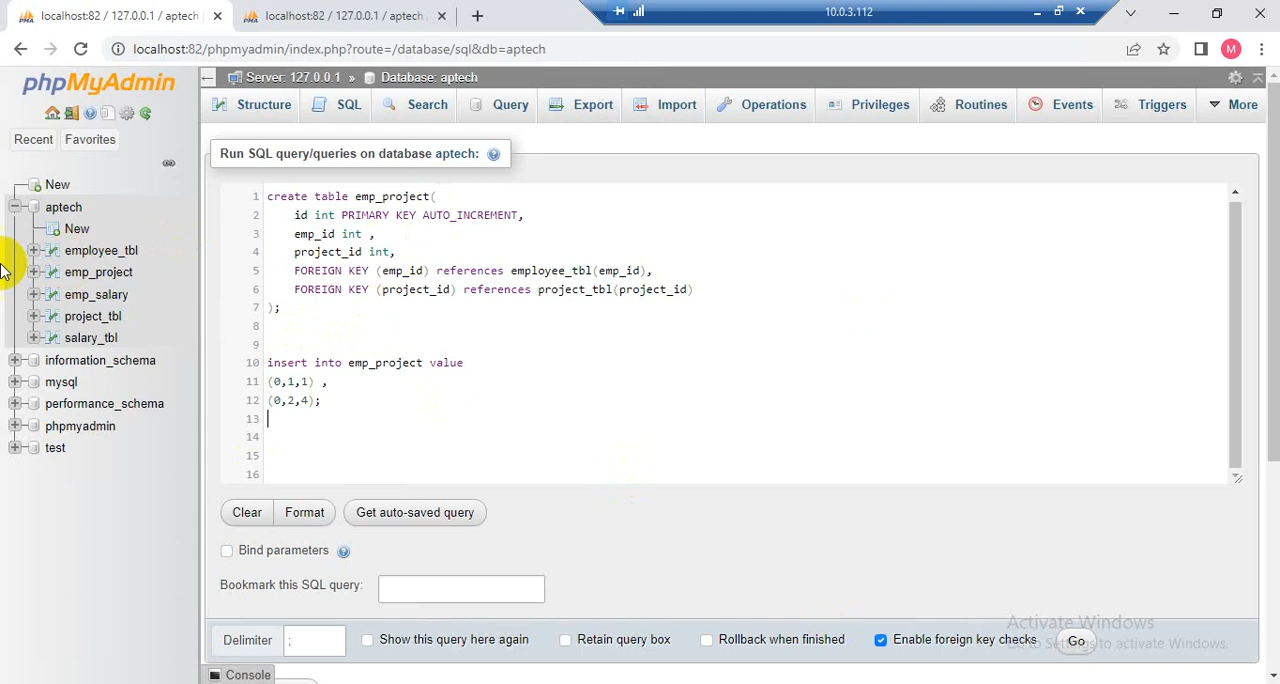 localhost:82 / 127.0.0.1 / aptech
localhost:82 / 127.0.0.1 / aptech
10.0.3.112
localhost:82/phpmyadmin/index.php?route=/database/sql&db=aptech
M
phpMyAdmin
Server: 127.0.0.1 » Database: aptech
Structure SQL Search Query Export Import Operations Privileges Routines Events Triggers More
Recent Favorites
New
aptech
New
employee_tbl
emp_project
emp_salary
project_tbl
salary_tbl
information_schema
mysql
performance_schema
phpmyadmin
test
Run SQL query/queries on database aptech:
1 create table emp_project(
2 id int PRIMARY KEY AUTO_INCREMENT,
3 emp_id int ,
4 project_id int,
5 FOREIGN KEY (emp_id) references employee_tbl(emp_id),
6 FOREIGN KEY (project_id) references project_tbl(project_id)
7 );
8
9
10 insert into emp_project value
11 (0,1,1) ,
12 (0,2,4);
13
14
15
16
Clear Format Get auto-saved query
Bind parameters
Bookmark this SQL query:
Activate Windows
Go to Settings to activate Windows.
Delimiter ; Show this query here again Retain query box Rollback when finished Enable foreign key checks Go
Console